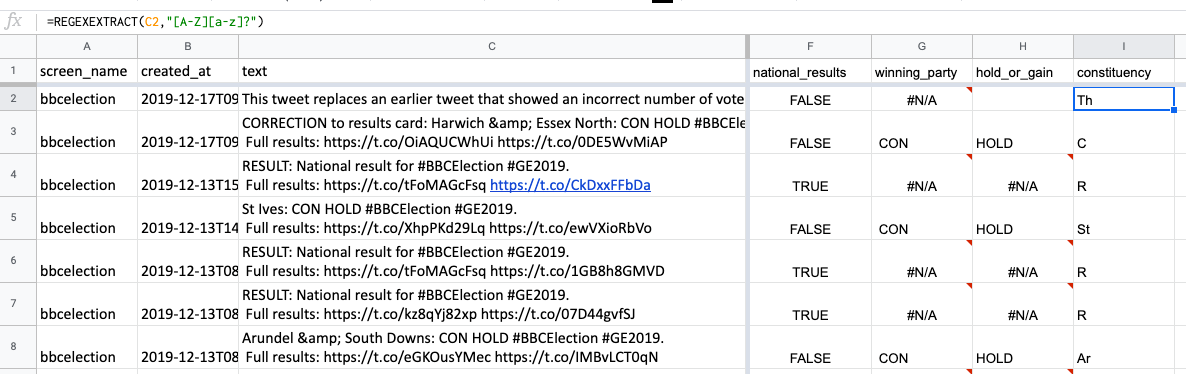 fx =REGEXEXTRACT(C2,"[A-Z][a-z]?")
A B C F G H I
1 screen_name created_at text national_results winning_party hold_or_gain constituency
2 bbcelection 2019-12-17T09 This tweet replaces an earlier tweet that showed an incorrect number of vote FALSE #N/A Th
CORRECTION to results card: Harwich &amp; Essex North: CON HOLD #BBCEle
3 bbcelection 2019-12-17T09 Full results: https://t.co/OiAQUCWhUi https://t.co/0DE5WvMiAP FALSE CON HOLD C
RESULT: National result for #BBCElection #GE2019.
4 bbcelection 2019-12-13T15 Full results: https://t.co/tFoMAGcFsq https://t.co/CkDxxFFbDa TRUE #N/A #N/A R
St Ives: CON HOLD #BBCElection #GE2019.
5 bbcelection 2019-12-13T14 Full results: https://t.co/XhpPKd29Lq https://t.co/ewVXioRbVo FALSE CON HOLD St
RESULT: National result for #BBCElection #GE2019.
6 bbcelection 2019-12-13T08 Full results: https://t.co/tFoMAGcFsq https://t.co/1GB8h8GMVD TRUE #N/A #N/A R
RESULT: National result for #BBCElection #GE2019.
7 bbcelection 2019-12-13T08 Full results: https://t.co/kz8qYj82xp https://t.co/07D44gvfSJ TRUE #N/A #N/A R
Arundel &amp; South Downs: CON HOLD #BBCElection #GE2019.
8 bbcelection 2019-12-13T08 Full results: https://t.co/eGKOusYMec https://t.co/IMBvLCT0qN FALSE CON HOLD Ar